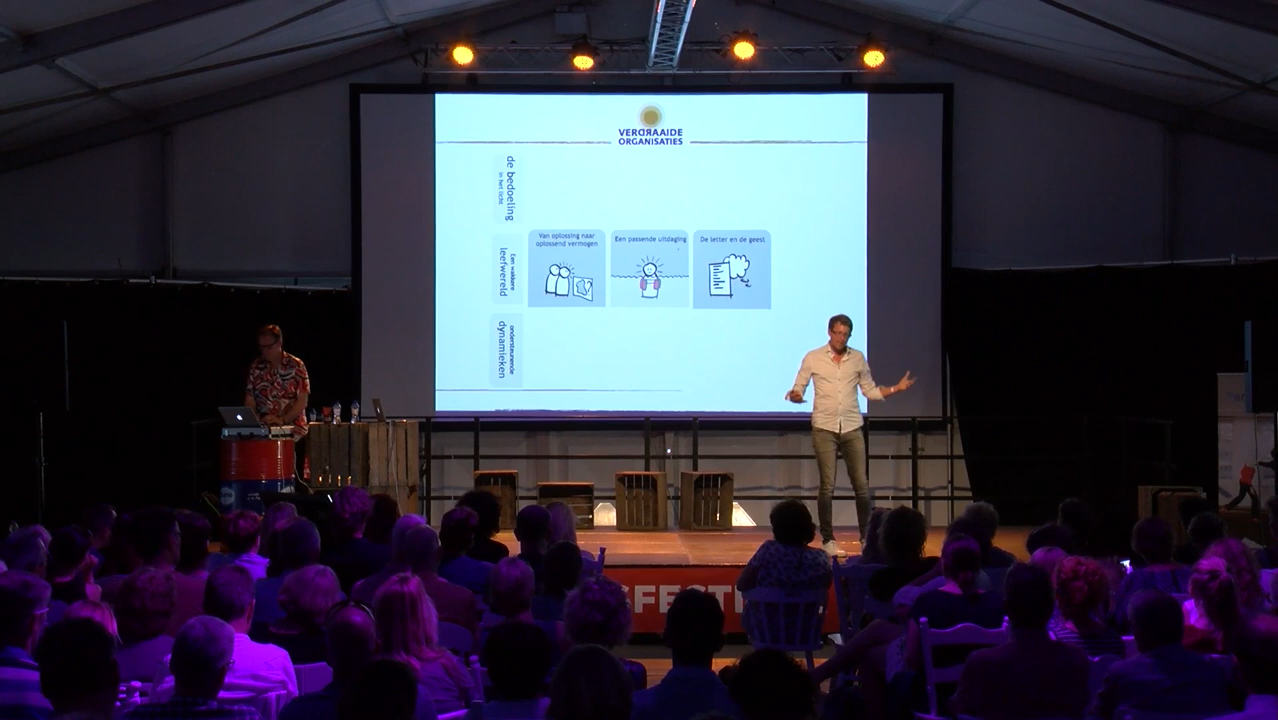 VERDRAAIDE
ORGANISATIES
de bedoeling
in het licht
Van oplossing naar
oplossend vermogen
Een passende uitdaging
De letter en de geest
Een wakkere
leefwereld
ondersteunende
dynamieken
SFESTI